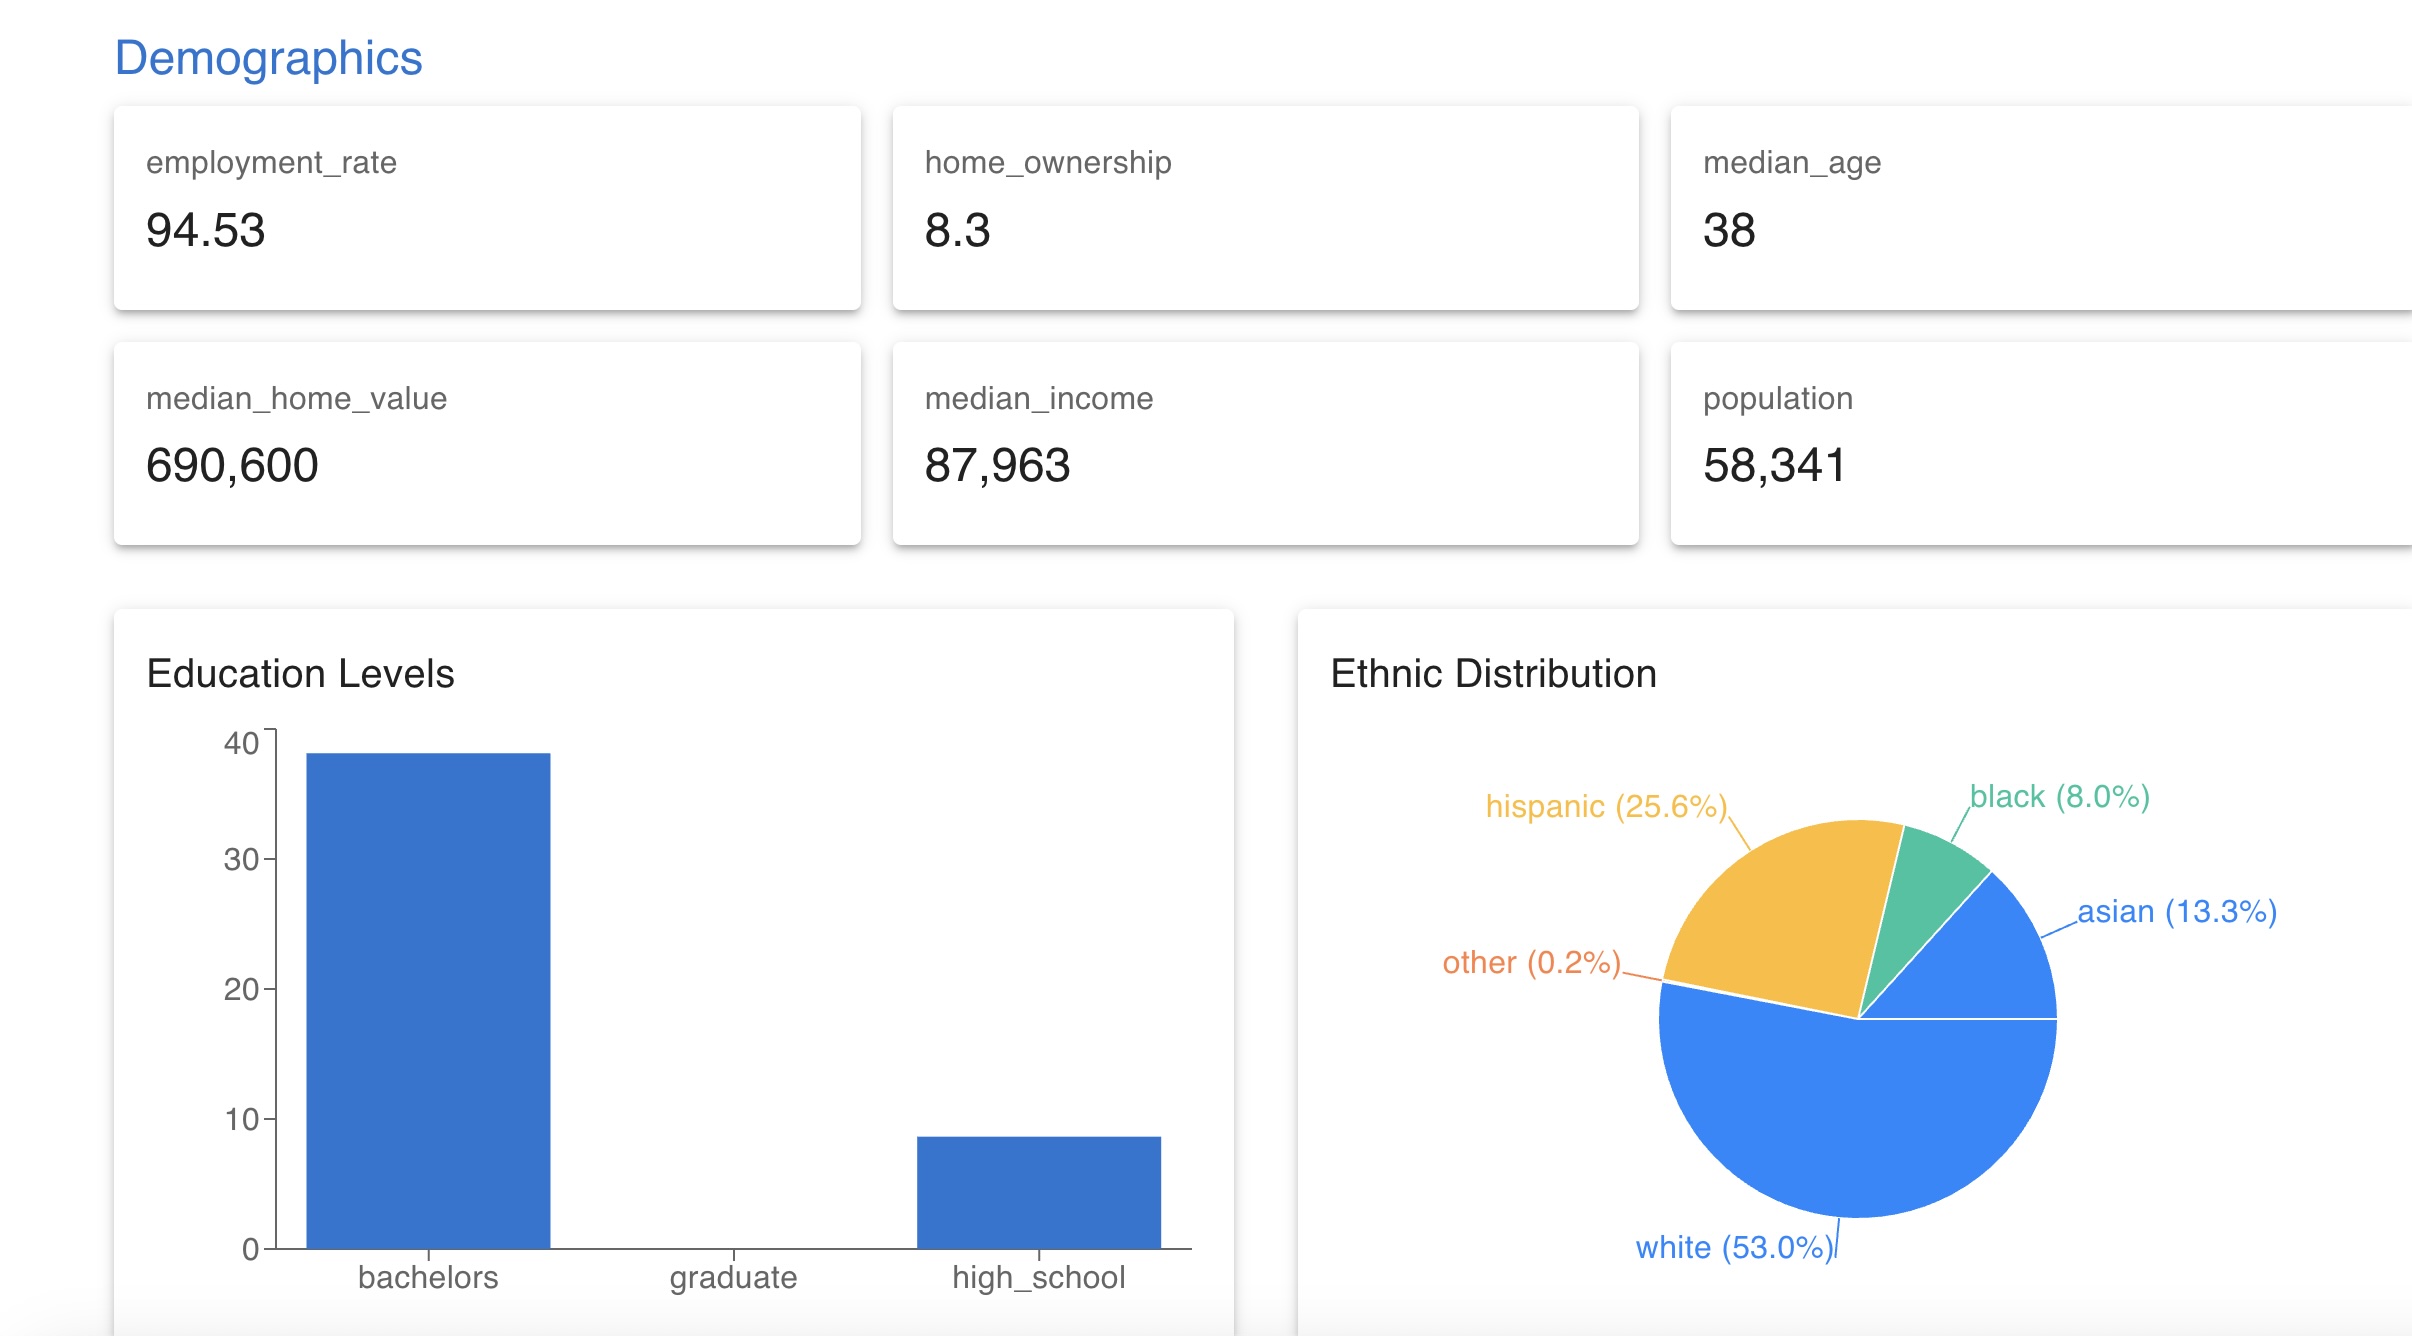 Demographics
employment_rate
94.53
home_ownership
8.3
median_age
38
median_home_value
690,600
median_income
87,963
population
58,341
Education Levels
40
30
20
10
0
bachelors
graduate
high_school
Ethnic Distribution
hispanic (25.6%)
black (8.0%)
asian (13.3%)
other (0.2%)
white (53.0%)